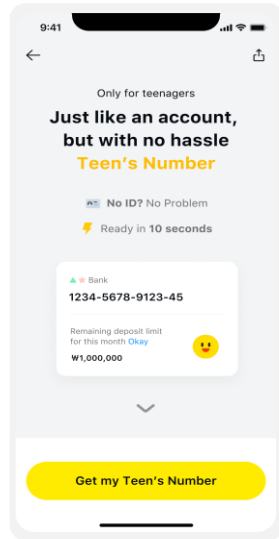 9:41
Only for teenagers
Just like an account,
but with no hassle
Teen's Number
No ID? No Problem
Ready in 10 seconds
Bank
1234-5678-9123-45
Remaining deposit limit
for this month Okay
₩1,000,000
Get my Teen's Number